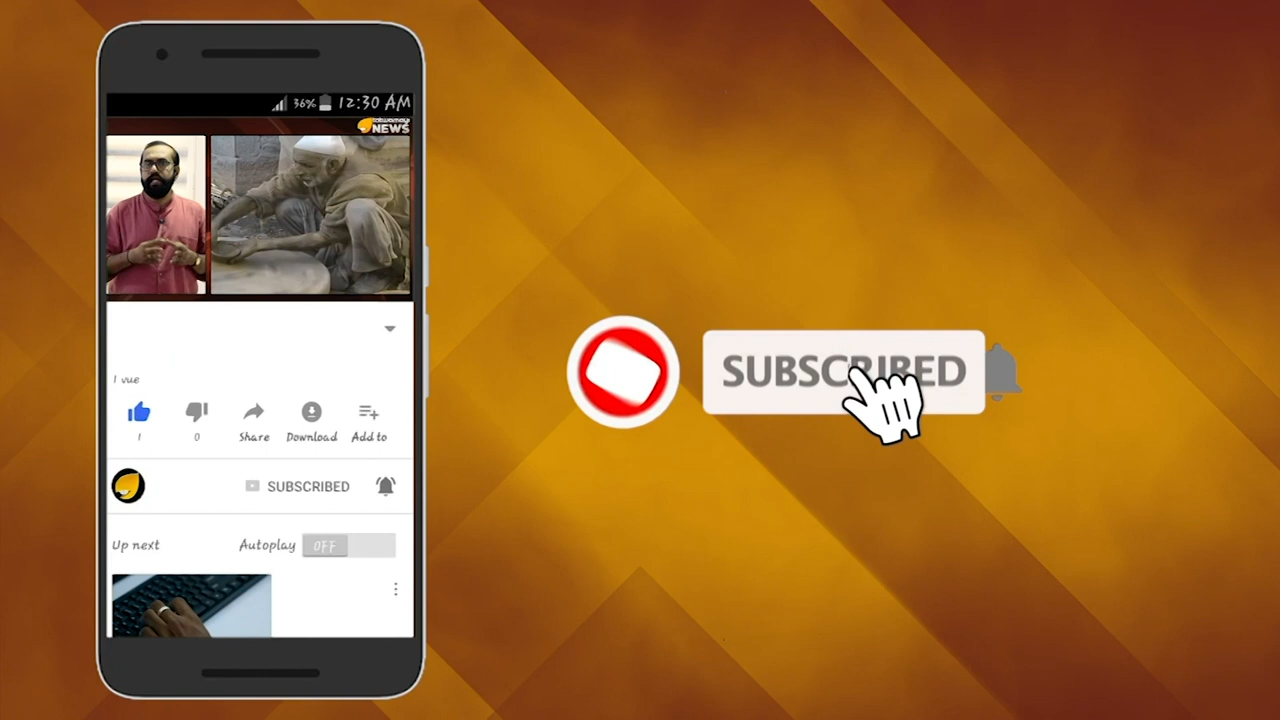 36% 12:30 AM
Tatwamayi
NEWS
1 vue
1 0 Share Download Add to
SUBSCRIBED
Up next Autoplay OFF
SUBSCRIBED